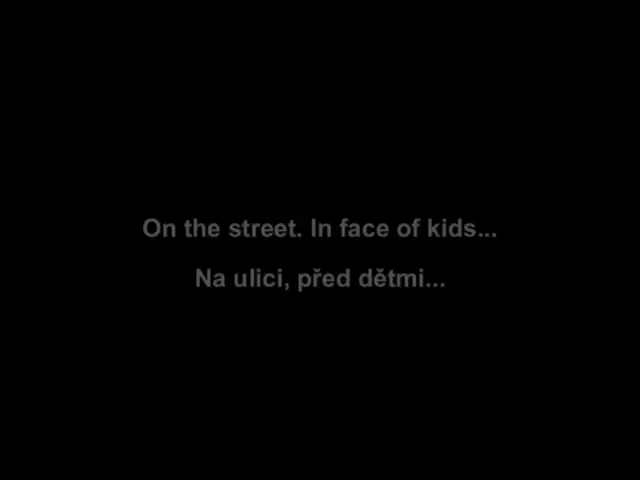 On the street. In face of kids...
Na ulici, před dětmi...